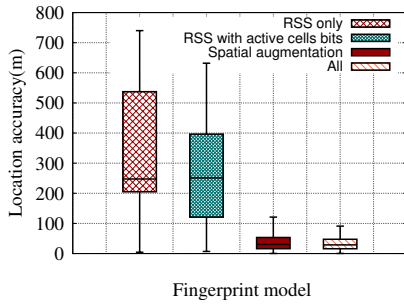 RSS only
RSS with active cells bits
Spatial augmentation
All
Location accuracy(m)
800
700
600
500
400
300
200
100
0
Fingerprint model